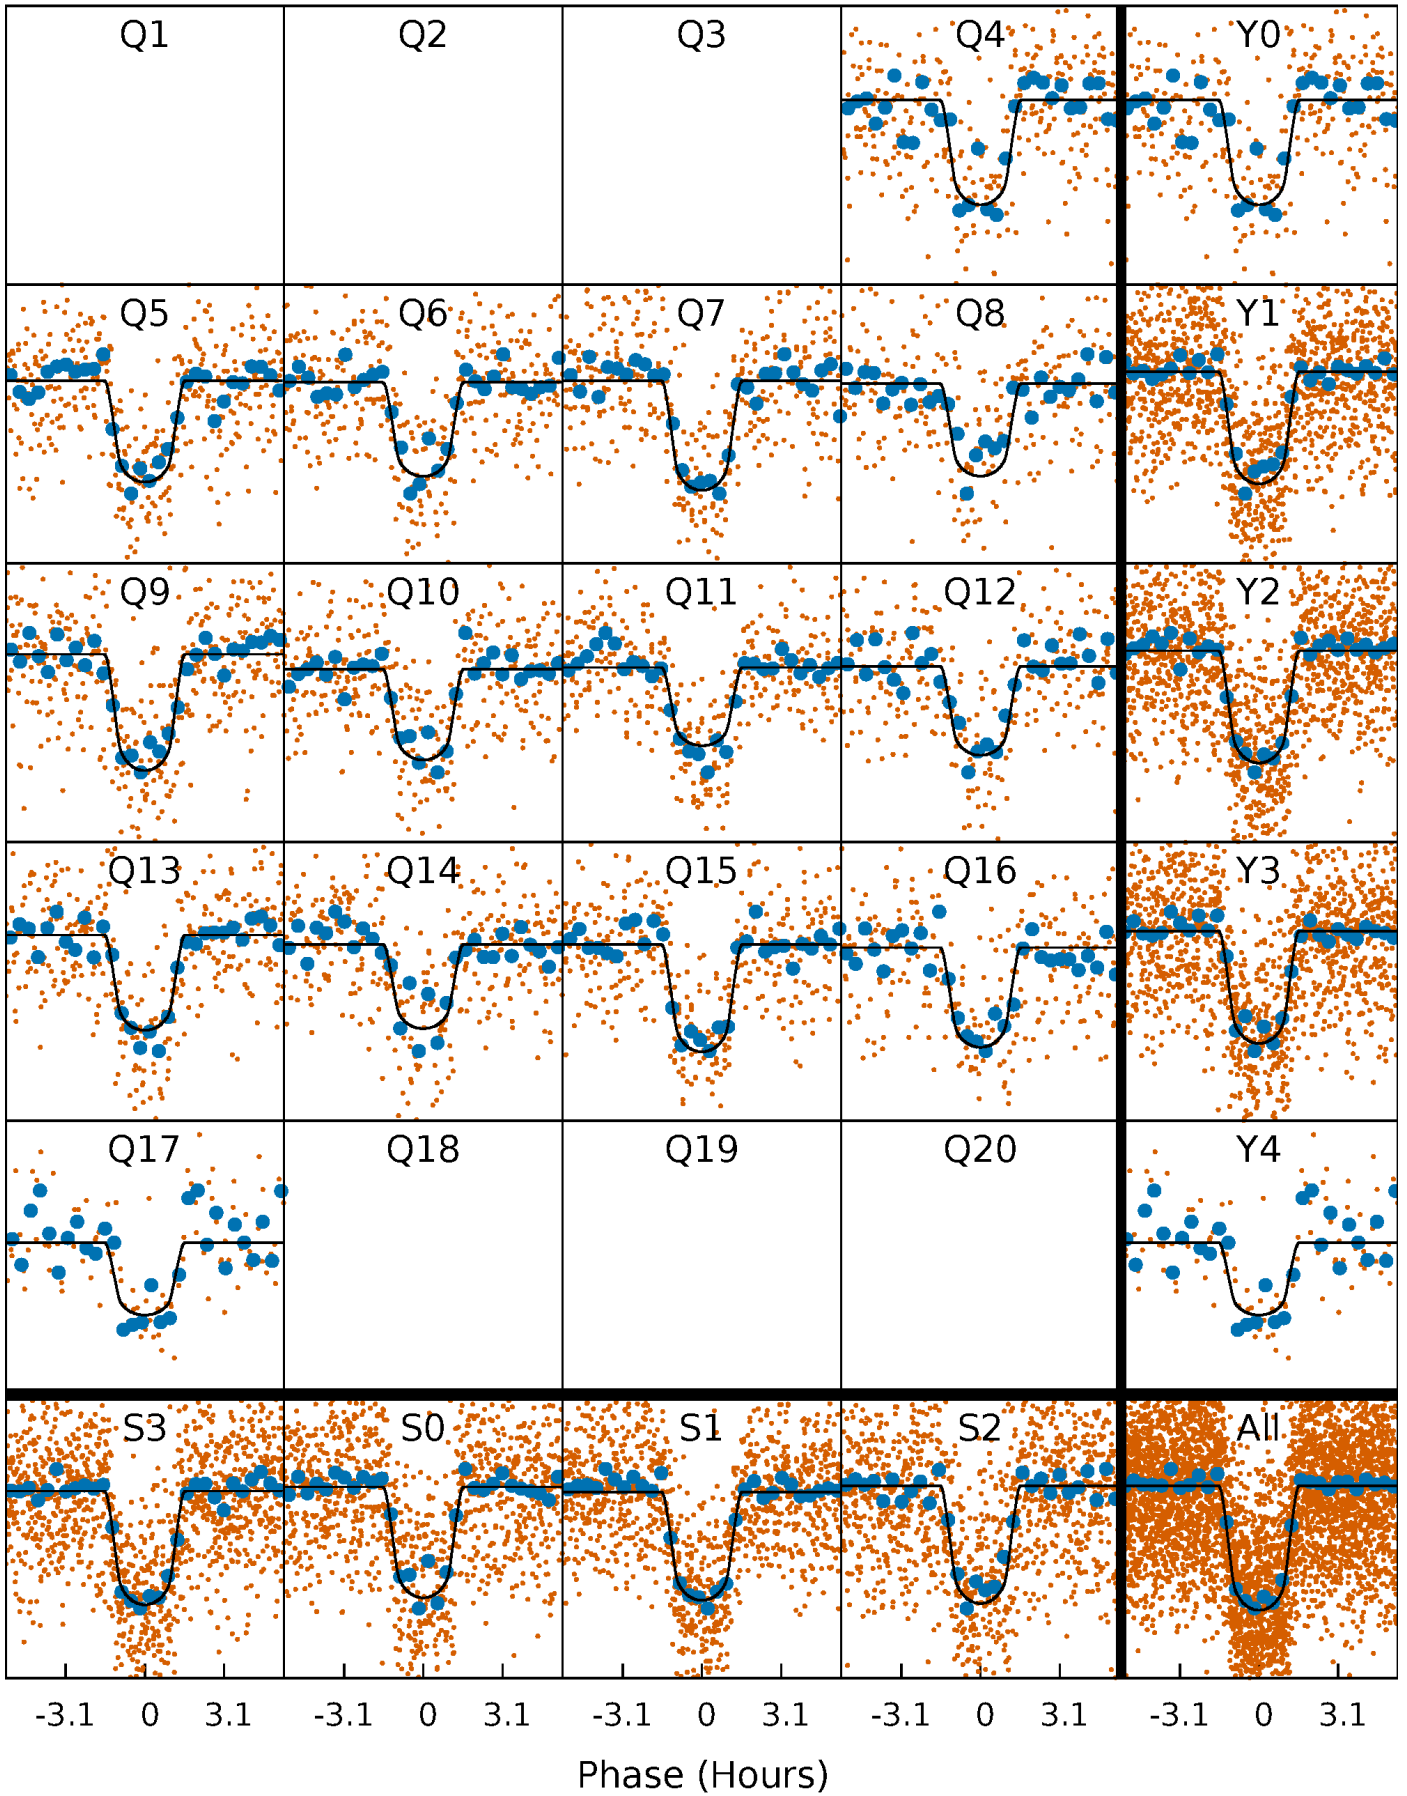 Q1 Q2 Q3 Q4 Y0
Q5 Q6 Q7 Q8 Y1
Q9 Q10 Q11 Q12 Y2
Q13 Q14 Q15 Q16 Y3
Q17 Q18 Q19 Q20 Y4
S3 S0 S1 S2 All
-3.1 0 3.1 -3.1 0 3.1 -3.1 0 3.1 -3.1 0 3.1 -3.1 0 3.1
Phase (Hours)